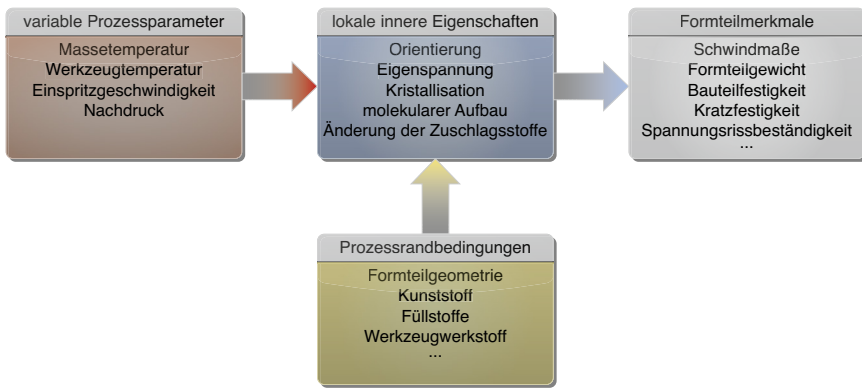 variable Prozessparameter
Massetemperatur
Werkzeugtemperatur
Einspritzgeschwindigkeit
Nachdruck
lokale innere Eigenschaften
Orientierung
Eigenspannung
Kristallisation
molekularer Aufbau
Änderung der Zuschlagsstoffe
Formteilmerkmale
Schwindmaße
Formteilgewicht
Bauteilfestigkeit
Kratzfestigkeit
Spannungsrissbeständigkeit
...
Prozessrandbedingungen
Formteilgeometrie
Kunststoff
Füllstoffe
Werkzeugwerkstoff
...